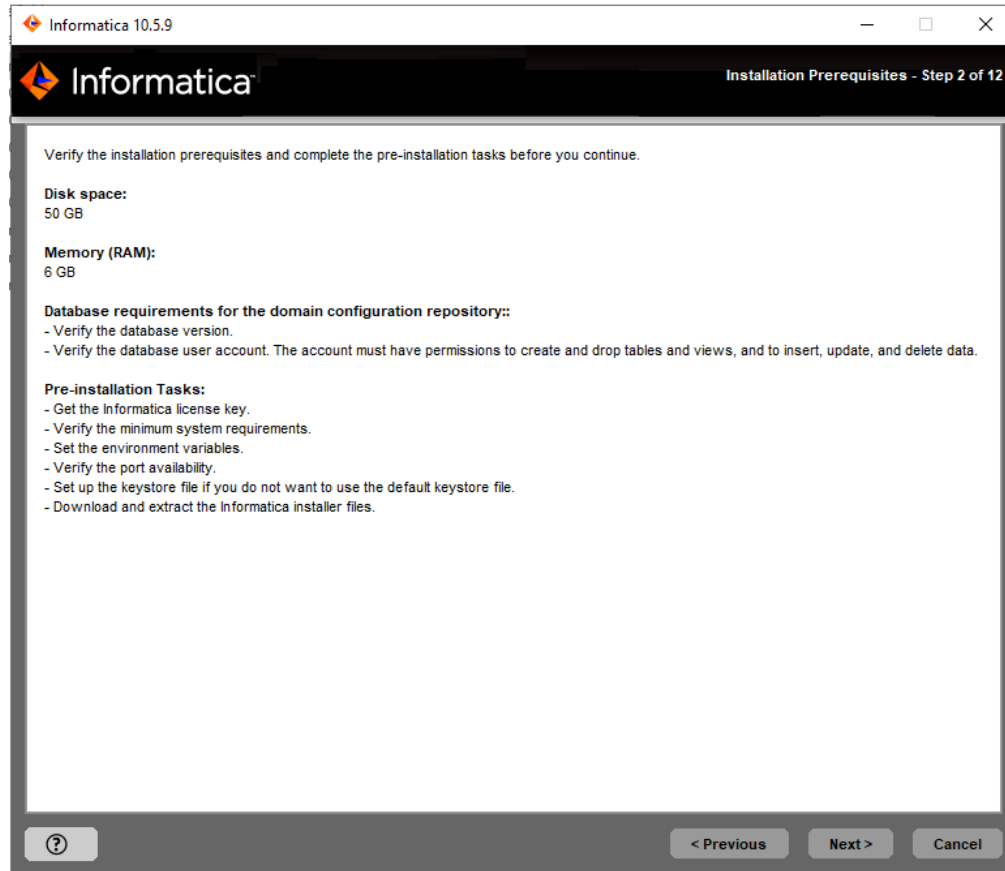 Informatica 10.5.9
Informatica
Installation Prerequisites - Step 2 of 12
Verify the installation prerequisites and complete the pre-installation tasks before you continue.
Disk space:
50 GB
Memory (RAM):
6 GB
Database requirements for the domain configuration repository::
- Verify the database version.
- Verify the database user account. The account must have permissions to create and drop tables and views, and to insert, update, and delete data.
Pre-installation Tasks:
- Get the Informatica license key.
- Verify the minimum system requirements.
- Set the environment variables.
- Verify the port availability.
- Set up the keystore file if you do not want to use the default keystore file.
- Download and extract the Informatica installer files.
? < Previous Next > Cancel